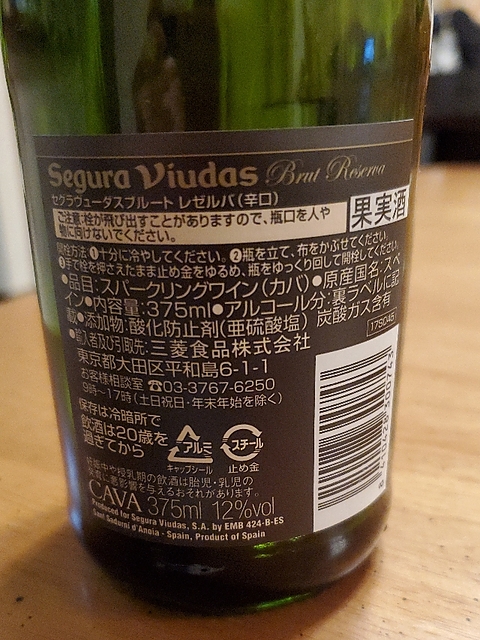 Segura Viudas Brut Reserva
セグラヴューダスブルート レゼルバ(辛口)
ご注意:栓が飛び出すことがありますので、瓶口を人や
物に向けないでください。
果実酒
開栓方法:❶十分に冷やしてください。❷瓶を立て、布をかぶせてください。
❸まで栓を押さえたまま止め金をゆるめ、瓶をゆっくり回して開栓してください。
●品目:スパークリングワイン(カバ)●原産国名:スペ
イン●内容量:375ml●アルコール分:裏ラベルに記
載●添加物:酸化防止剤(亜硫酸塩) 炭酸ガス含有
●輸入者及び引取先:三菱食品株式会社
179045
東京都大田区平和島6-1-1
お客様相談室 ☎03-3767-6250
9時〜17時(土日祝日・年末年始を除く)
保存は冷暗所で
飲酒は20歳を
過ぎてから
アルミ
キャップシール
スチール
止め金
妊娠中や授乳期の飲酒は胎児・乳児の
発育に悪影響を与えるおそれがあります。
CAVA 375ml 12%vol
Produced for Segura Viudas, S.A. by EMB 424-B-ES
Sant Sadurní d'Anoia - Spain, Product of Spain